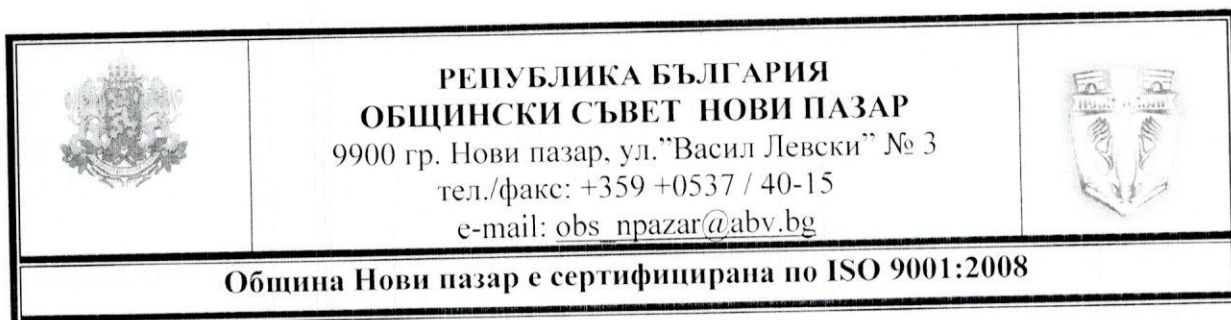 РЕПУБЛИКА БЪЛГАРИЯ
ОБЩИНСКИ СЪВЕТ НОВИ ПАЗАР
9900 гр. Нови пазар, ул.”Васил Левски” № 3
тел./факс: +359 +0537 / 40-15
e-mail: obs_npazar@abv.bg
Община Нови пазар е сертифицирана по ISO 9001:2008